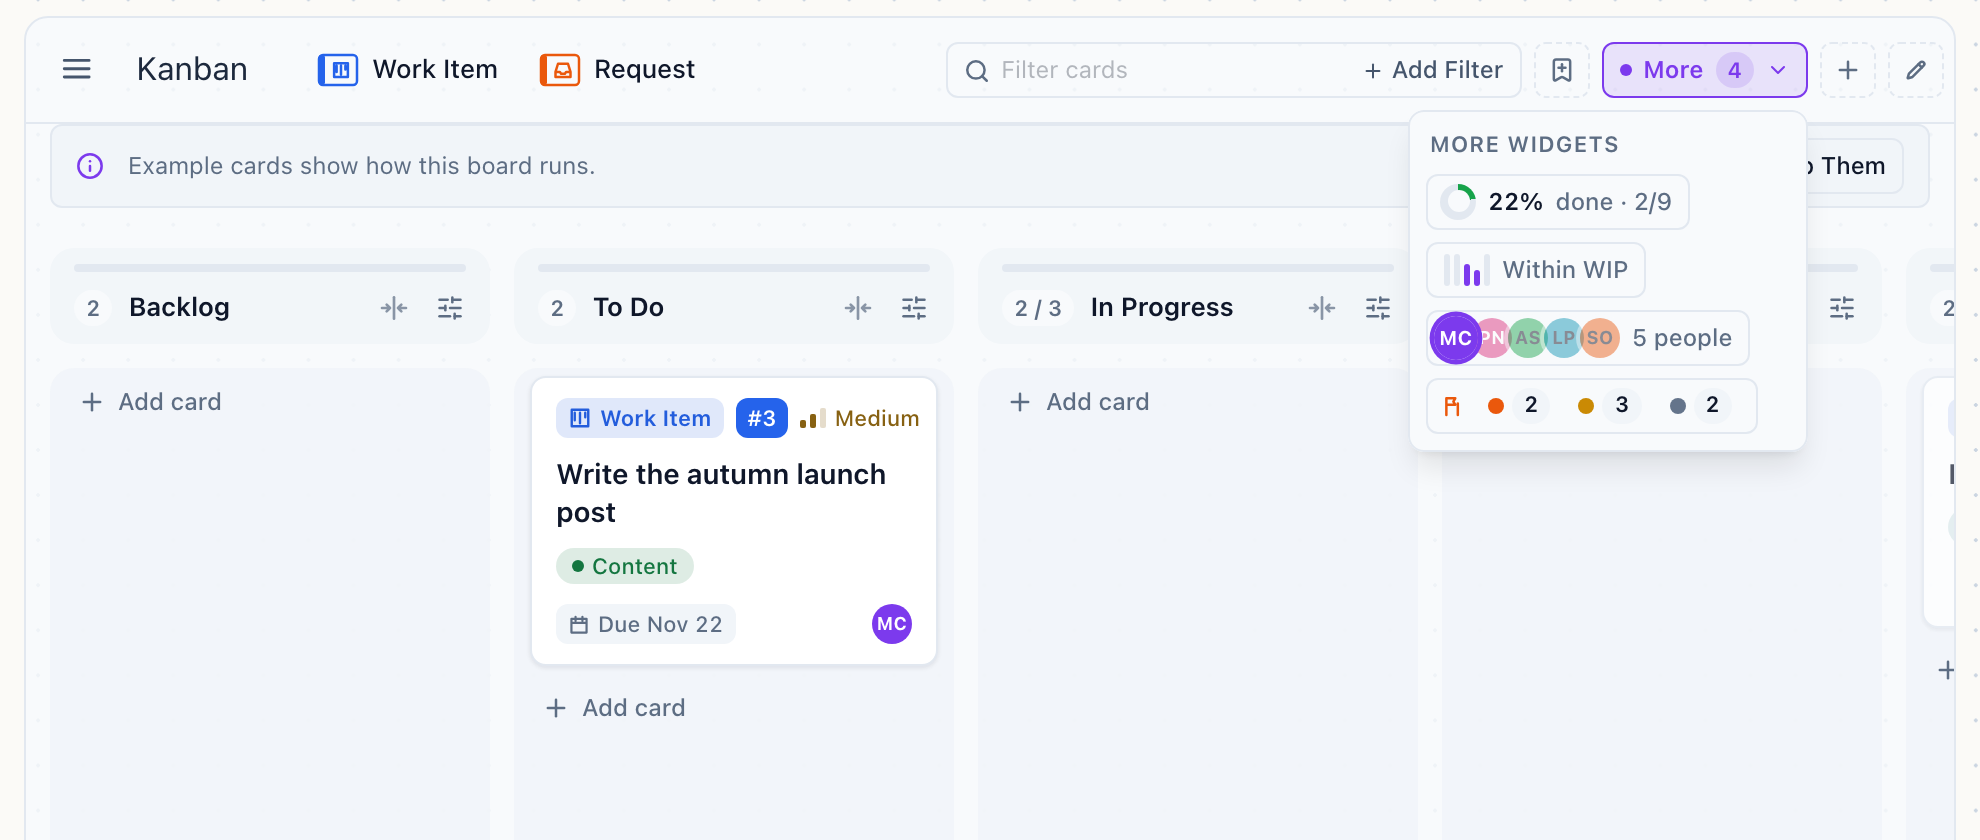 Kanban
Work Item
Request
Filter cards
Add Filter
More 4
Example cards show how this board runs.
Them
MORE WIDGETS
22% done · 2/9
Within WIP
MC PN AS LP SO 5 people
2 3 2
2 Backlog
2 To Do
2 / 3 In Progress
2
Add card
Work Item #3 Medium
Write the autumn launch
post
Content
Due Nov 22 MC
Add card
Add card